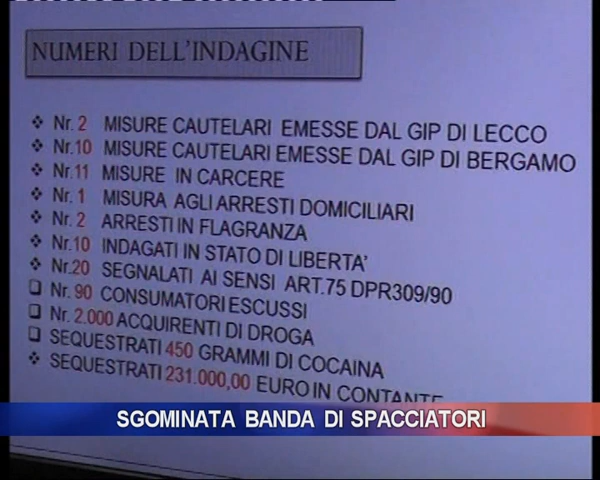 NUMERI DELL'INDAGINE
❖ Nr. 2 MISURE CAUTELARI EMESSE DAL GIP DI LECCO
❖ Nr.10 MISURE CAUTELARI EMESSE DAL GIP DI BERGAMO
❖ Nr.11 MISURE IN CARCERE
❖ Nr. 1 MISURA AGLI ARRESTI DOMICILIARI
❖ Nr. 2 ARRESTI IN FLAGRANZA
❖ Nr.10 INDAGATI IN STATO DI LIBERTA'
❖ Nr.20 SEGNALATI AI SENSI ART.75 DPR309/90
❑ Nr. 90 CONSUMATORI ESCUSSI
❑ Nr. 2.000 ACQUIRENTI DI DROGA
❑ SEQUESTRATI 450 GRAMMI DI COCAINA
❖ SEQUESTRATI 231.000,00 EURO IN CONTANTE
SGOMINATA BANDA DI SPACCIATORI